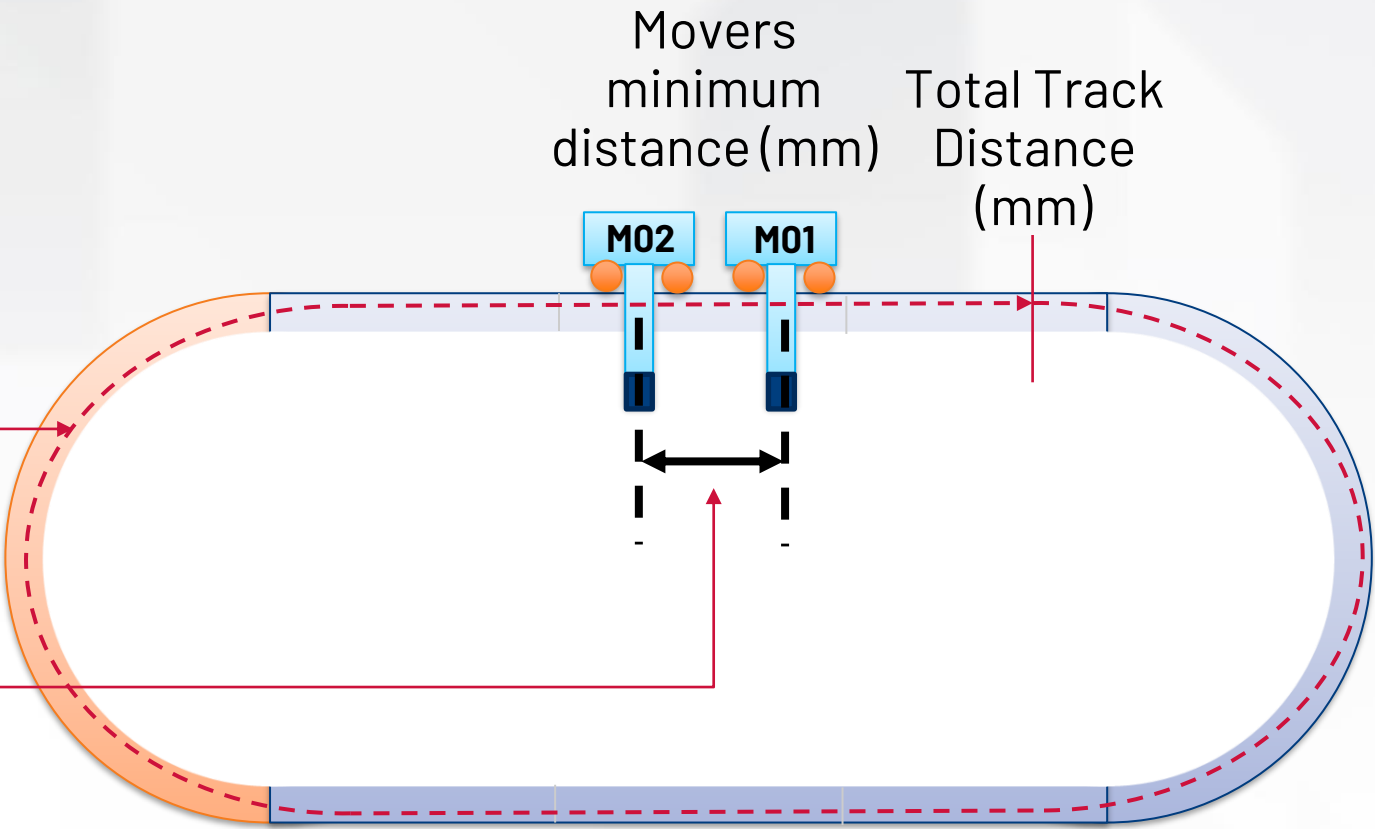 Movers
minimum
distance (mm)
Total Track
Distance
(mm)
M02
M01